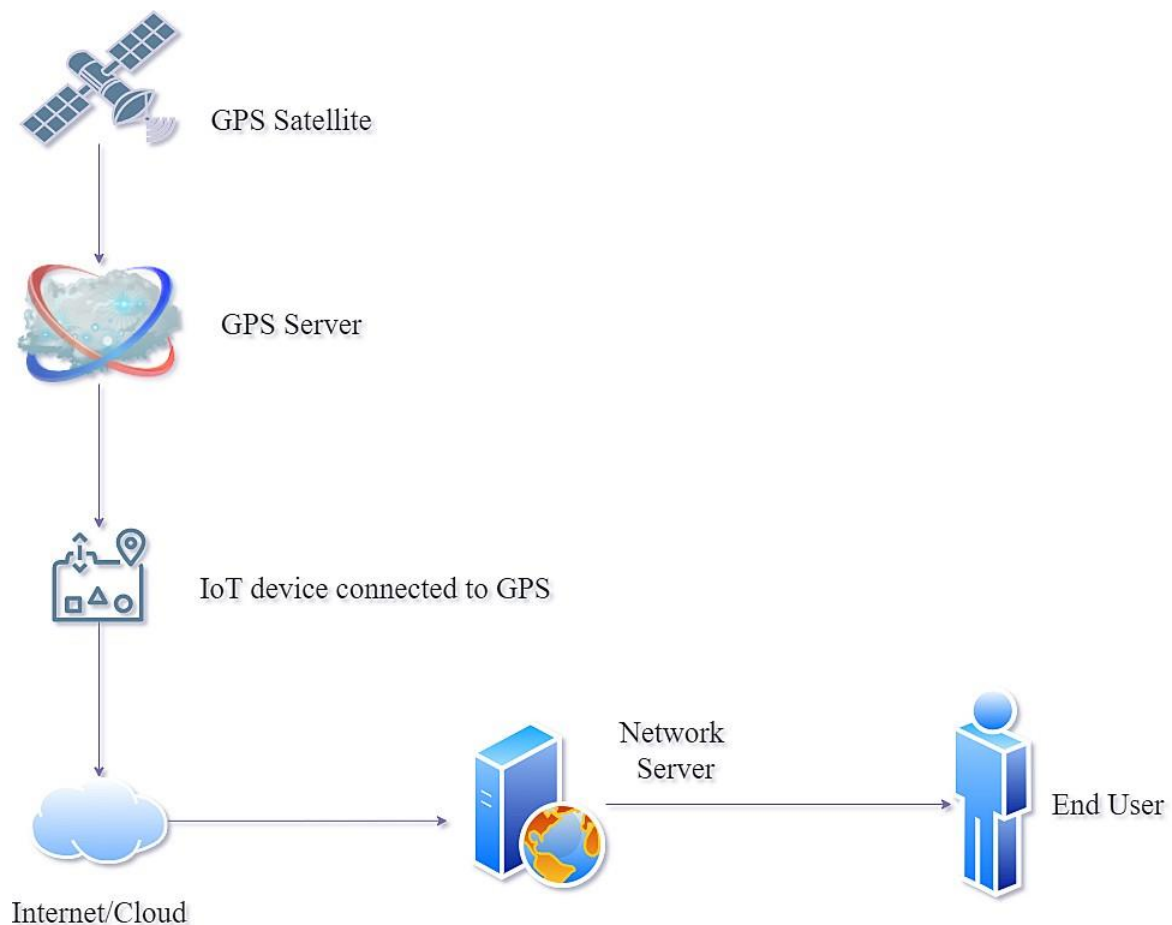 GPS Satellite
GPS Server
IoT device connected to GPS
Network
Server
End User
Internet/Cloud